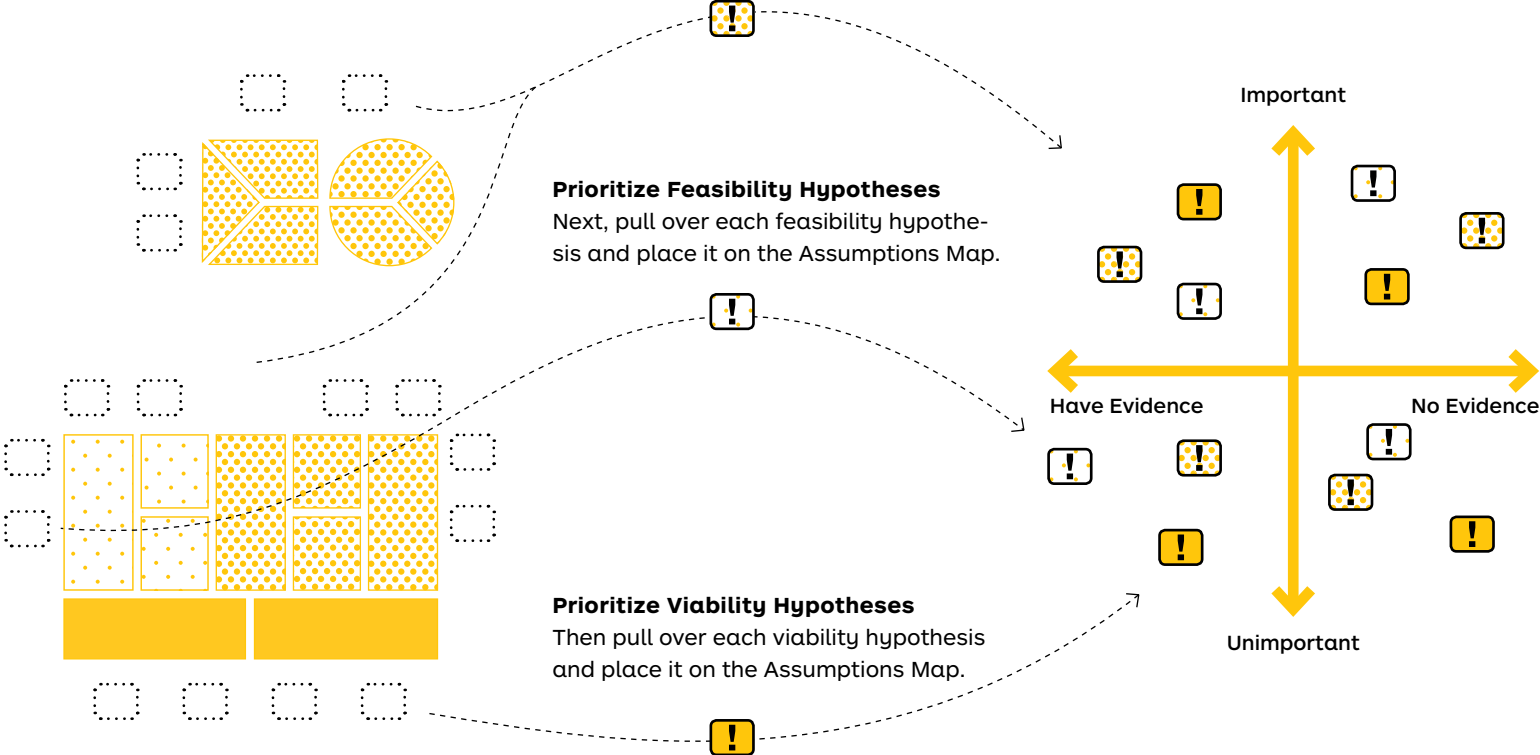 Important
Prioritize Feasibility Hypotheses
Next, pull over each feasibility hypothe-
sis and place it on the Assumptions Map.
Have Evidence
No Evidence
Prioritize Viability Hypotheses
Then pull over each viability hypothesis
and place it on the Assumptions Map.
Unimportant